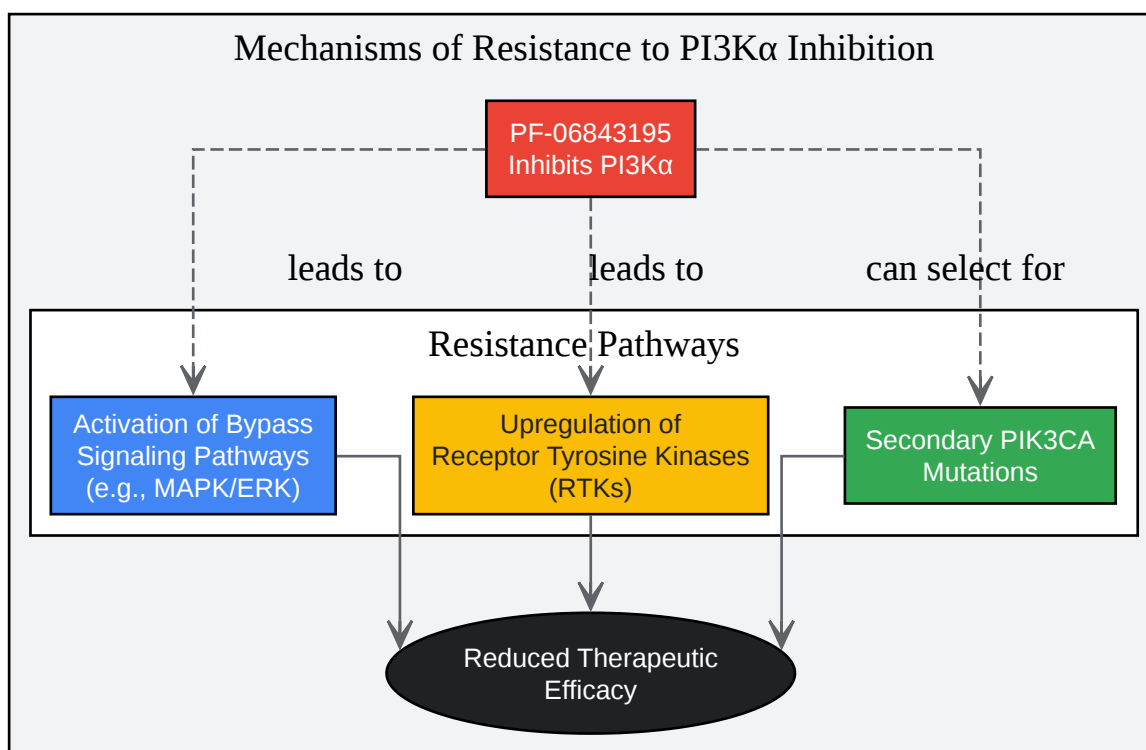 Mechanisms of Resistance to PI3Kα Inhibition
PF-06843195
Inhibits PI3Kα
leads to
leads to
can select for
Resistance Pathways
Activation of Bypass
Signaling Pathways
(e.g., MAPK/ERK)
Upregulation of
Receptor Tyrosine Kinases
(RTKs)
Secondary PIK3CA
Mutations
Reduced Therapeutic
Efficacy